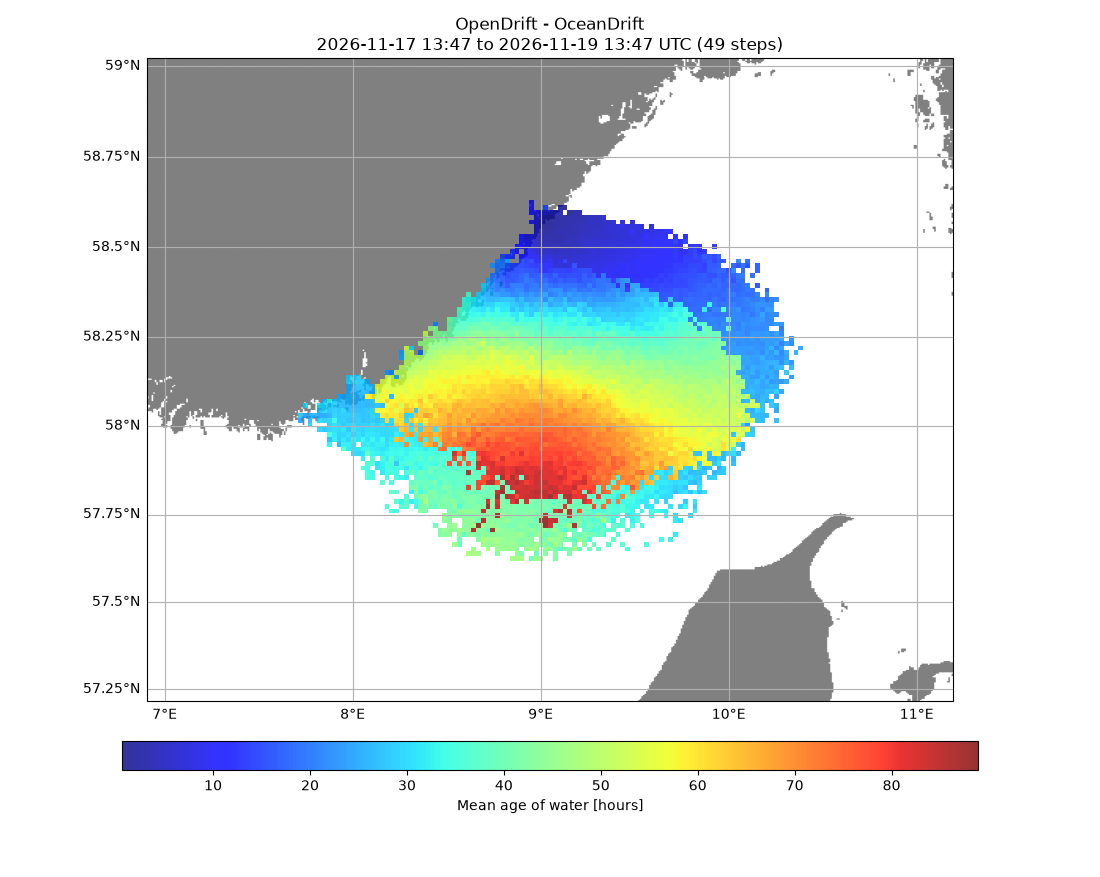 OpenDrift - OceanDrift
2026-11-17 13:47 to 2026-11-19 13:47 UTC (49 steps)
59°N
58.75°N
58.5°N
58.25°N
58°N
57.75°N
57.5°N
57.25°N
7°E 8°E 9°E 10°E 11°E
10 20 30 40 50 60 70 80
Mean age of water [hours]